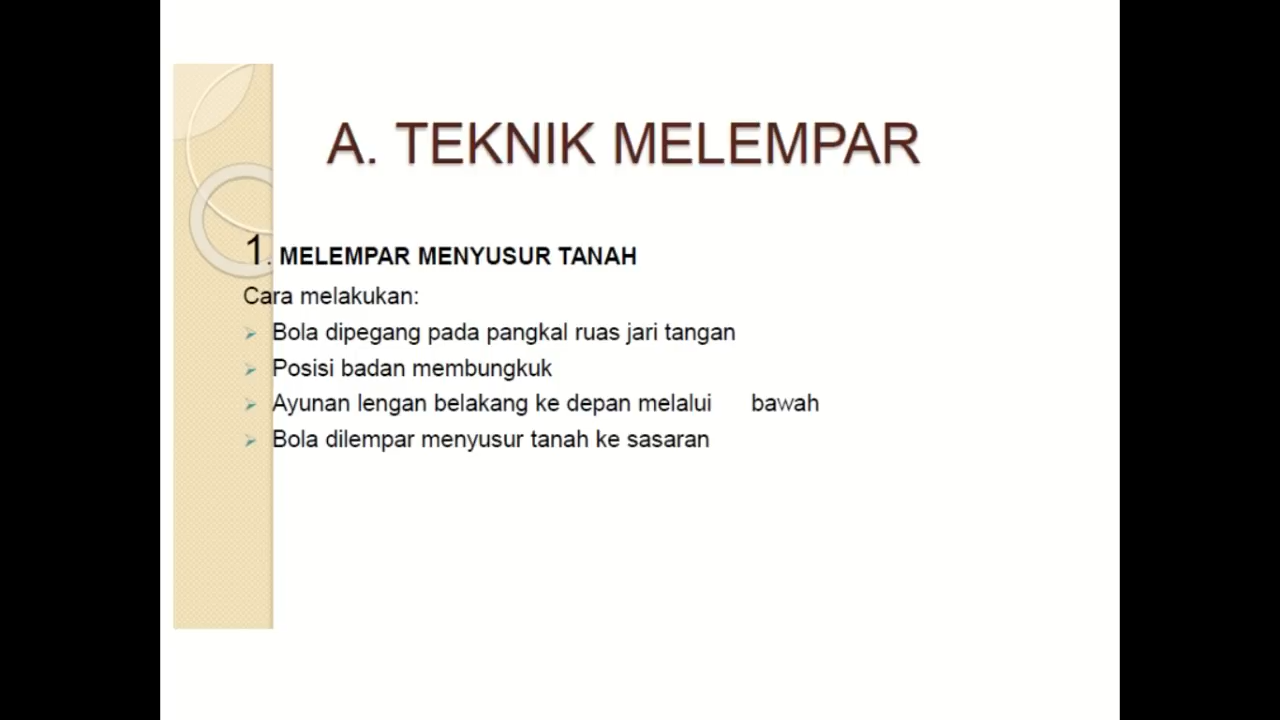 A. TEKNIK MELEMPAR
1. MELEMPAR MENYUSUR TANAH
Cara melakukan:
Bola dipegang pada pangkal ruas jari tangan
Posisi badan membungkuk
Ayunan lengan belakang ke depan melalui bawah
Bola dilempar menyusur tanah ke sasaran